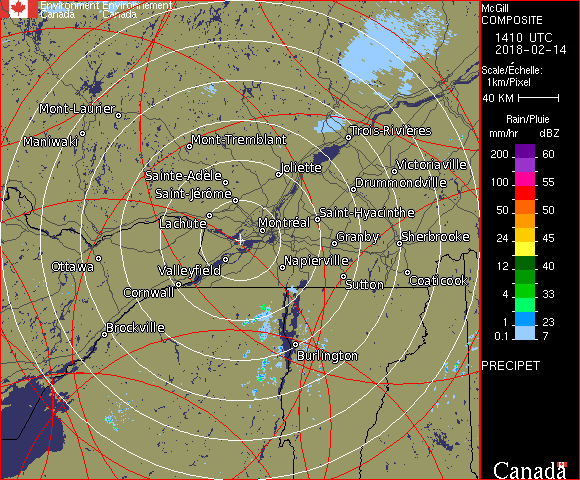 Environment Environnement
Canada Canada
Mont-Laurier
Maniwaki
Mont-Tremblant
Trois-Rivières
Sainte-Adèle
Joliette
Victoriaville
Saint-Jérôme
Drummondville
Lachute
Montréal
Saint-Hyacinthe
Granby
Sherbrooke
Ottawa
Valleyfield
Napierville
Cornwall
Sutton
Coaticook
Brockville
Burlington
McGill
COMPOSITE
1410 UTC
2018-02-14
Scale/Échelle:
1km/Pixel
40 KM
Rain/Pluie
mm/hr dBZ
200 60
100 55
50 50
24 45
12 40
4 33
1 23
0.1 7
PRECIPET
Canada